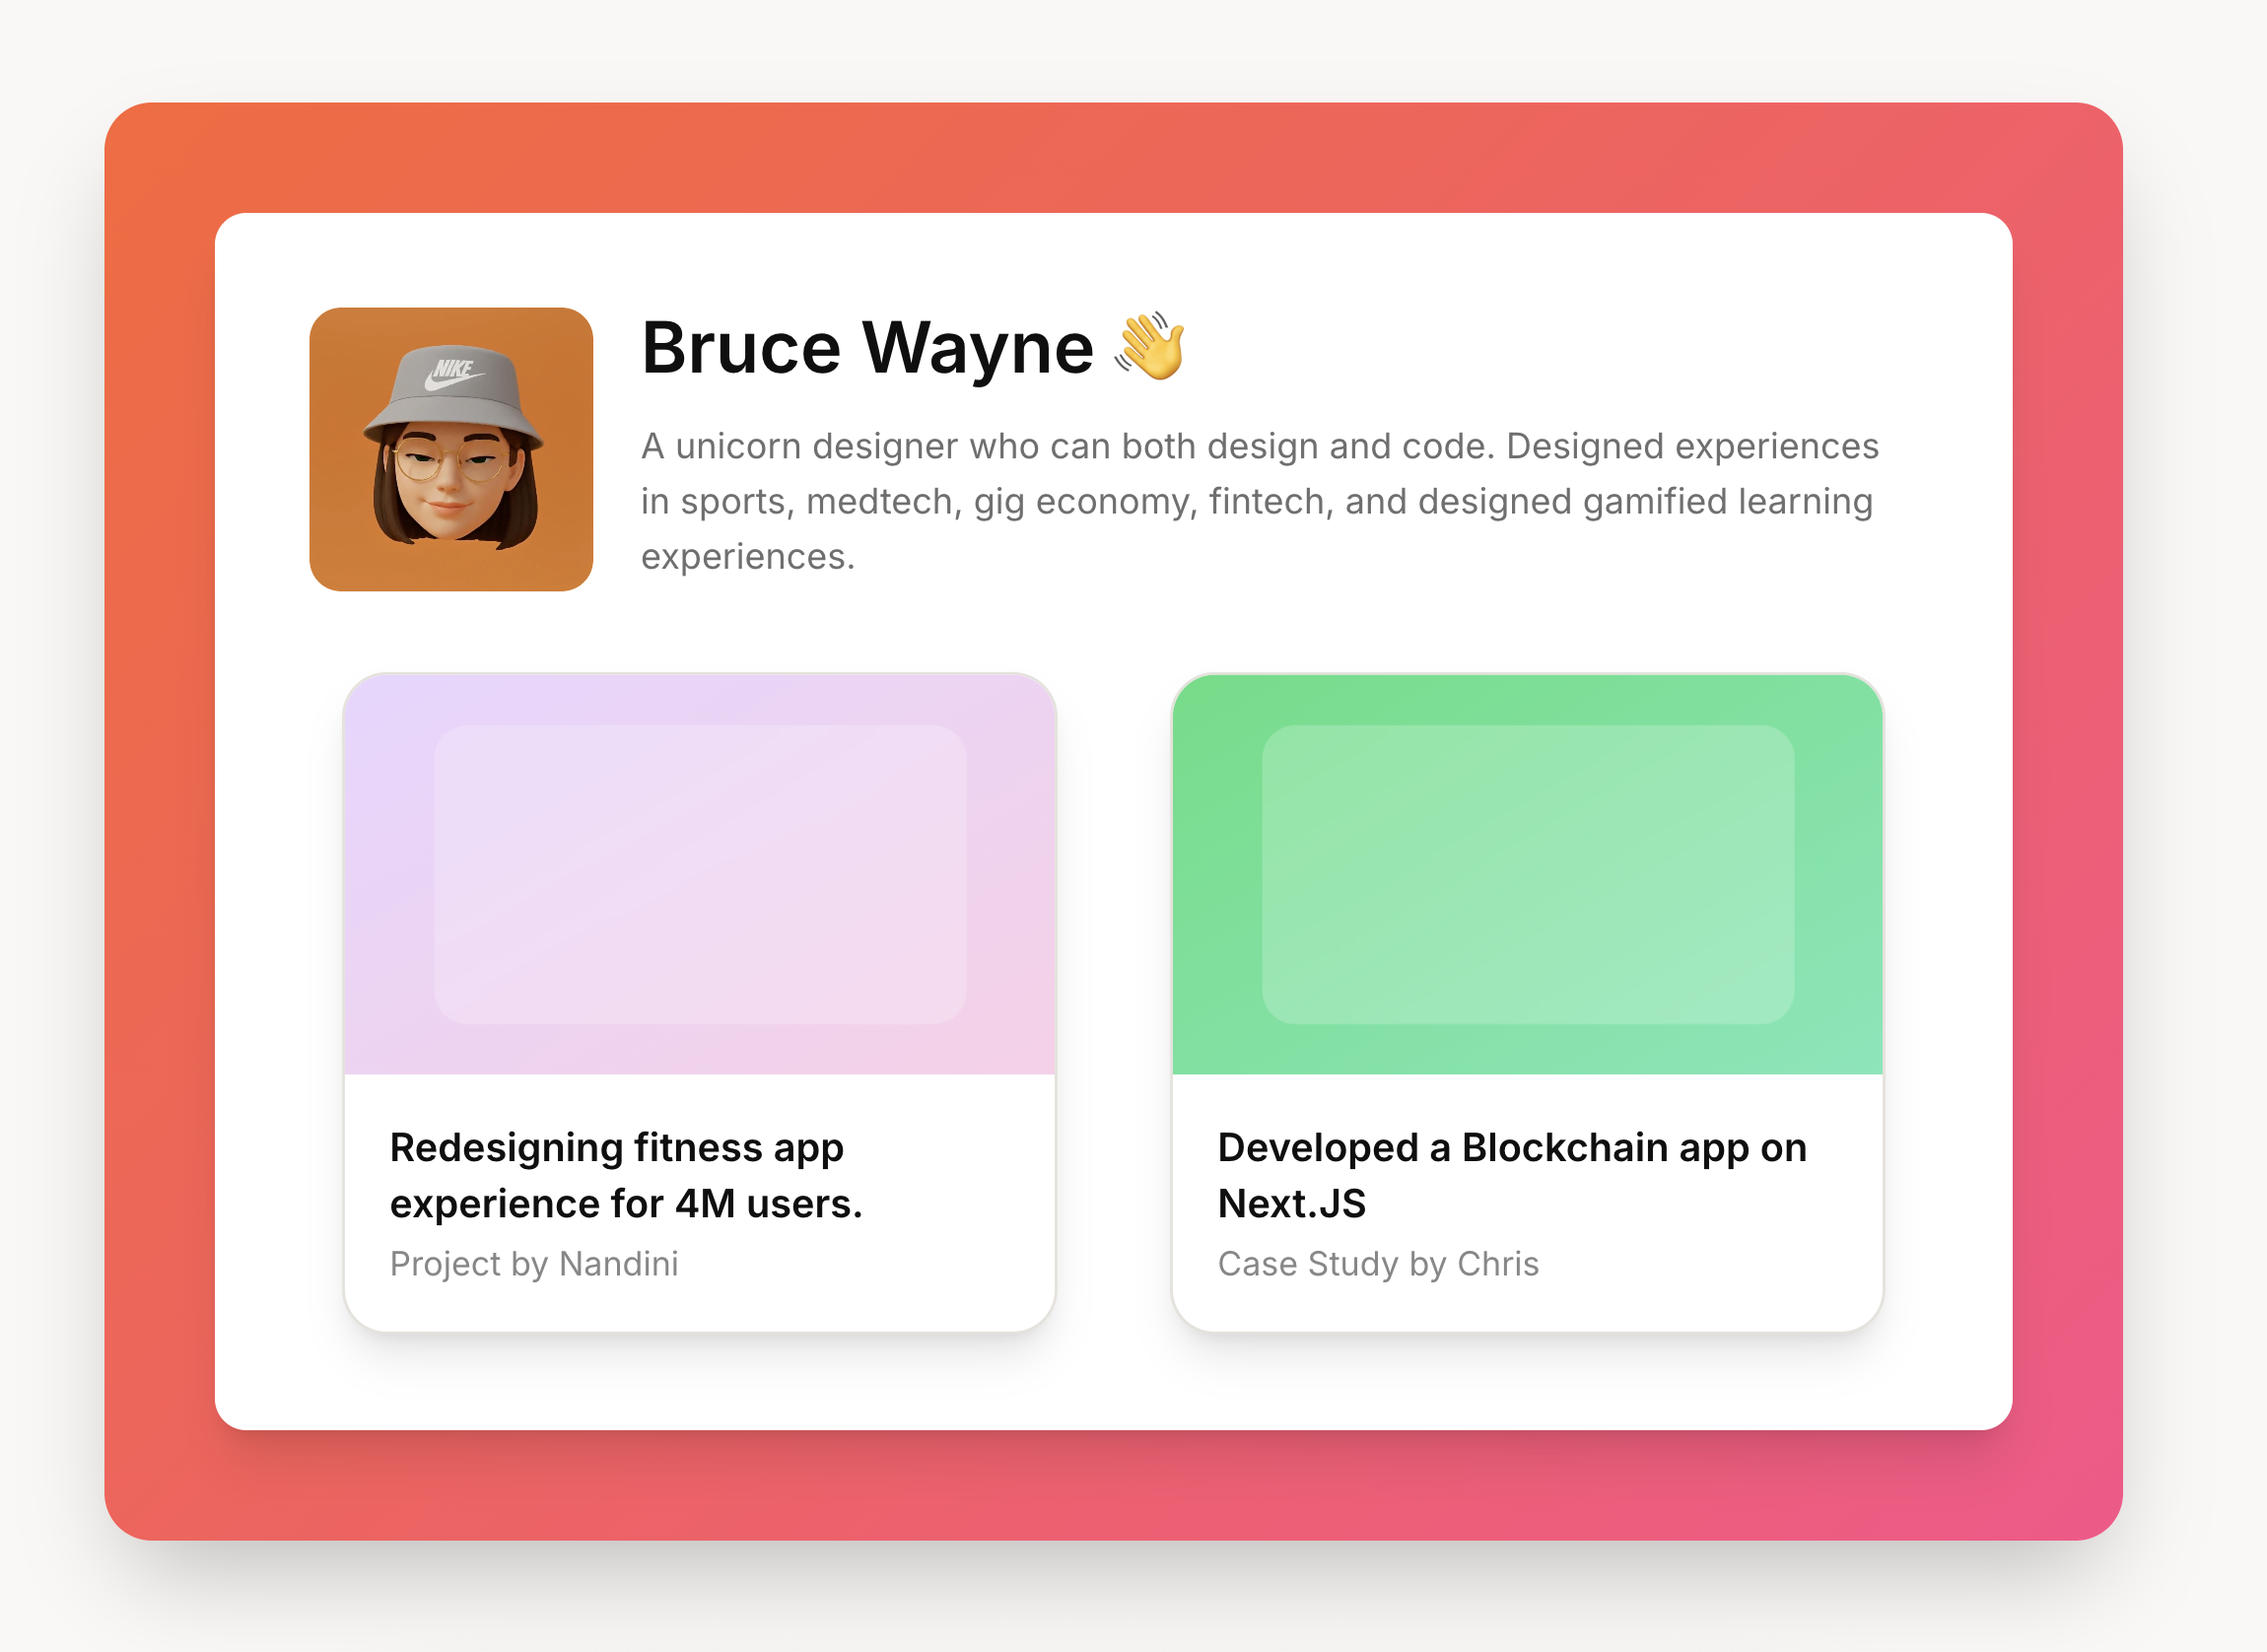 NIKE
Bruce Wayne 👋
A unicorn designer who can both design and code. Designed experiences
in sports, medtech, gig economy, fintech, and designed gamified learning
experiences.
Redesigning fitness app
experience for 4M users.
Project by Nandini
Developed a Blockchain app on
Next.JS
Case Study by Chris